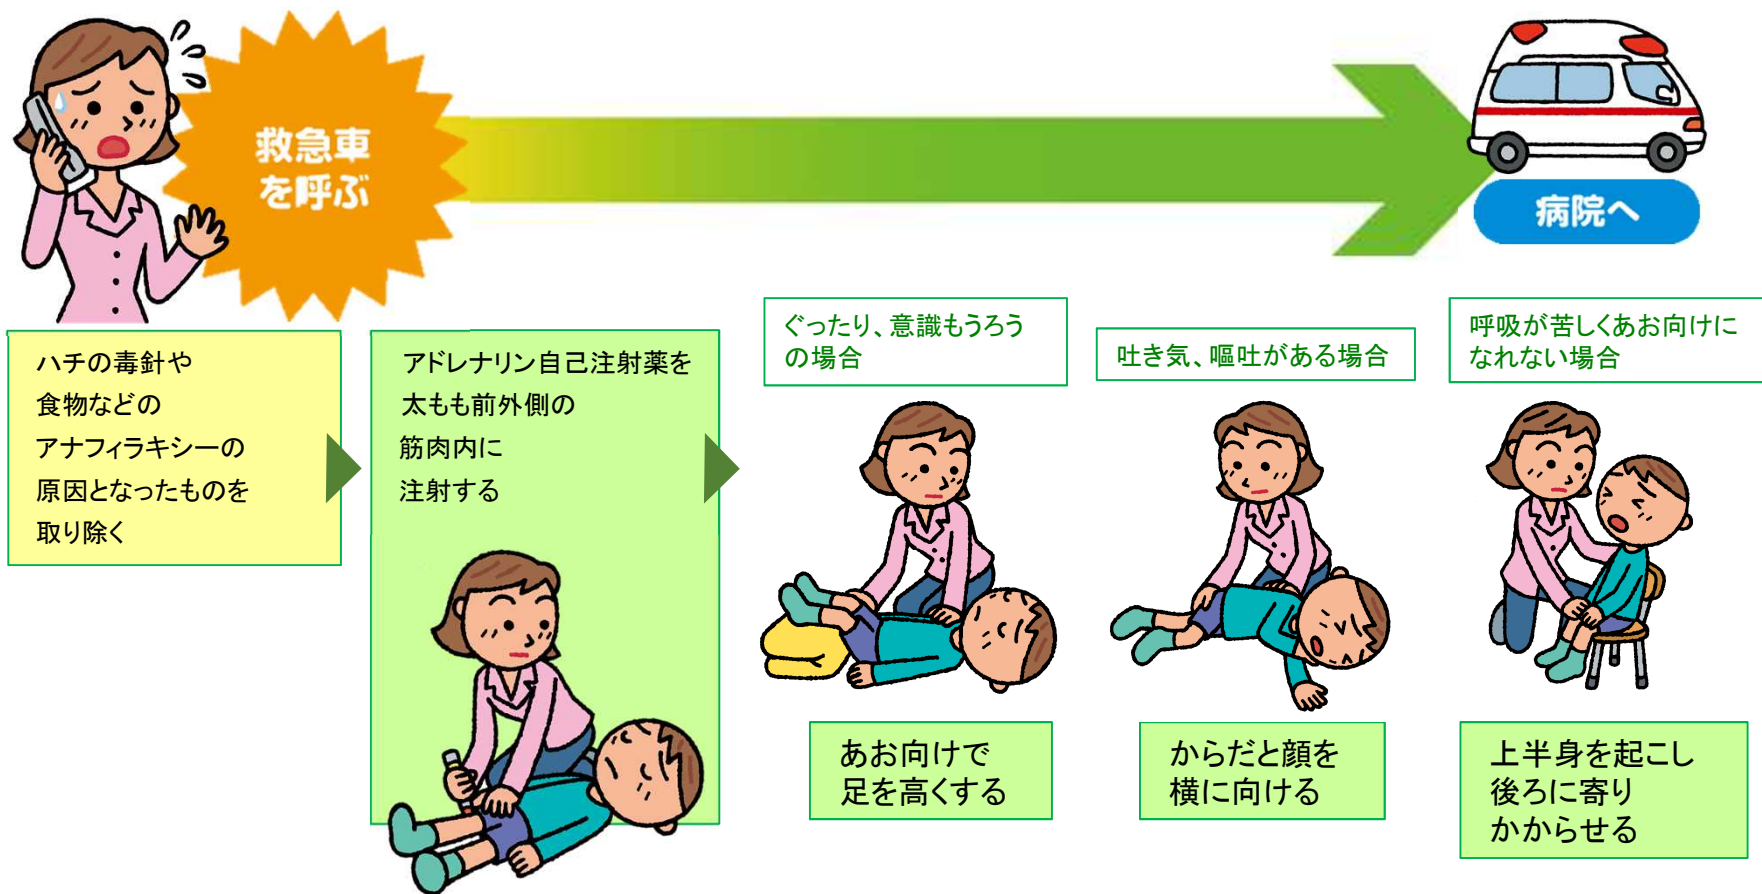 救急車
を呼ぶ
病院へ
ハチの毒針や
食物などの
アナフィラキシーの
原因となったものを
取り除く
アドレナリン自己注射薬を
太もも前外側の
筋肉内に
注射する
ぐったり、意識もうろう
の場合
あお向けで
足を高くする
吐き気、嘔吐がある場合
からだと顔を
横に向ける
呼吸が苦しくあお向けに
なれない場合
上半身を起こし
後ろに寄り
かからせる